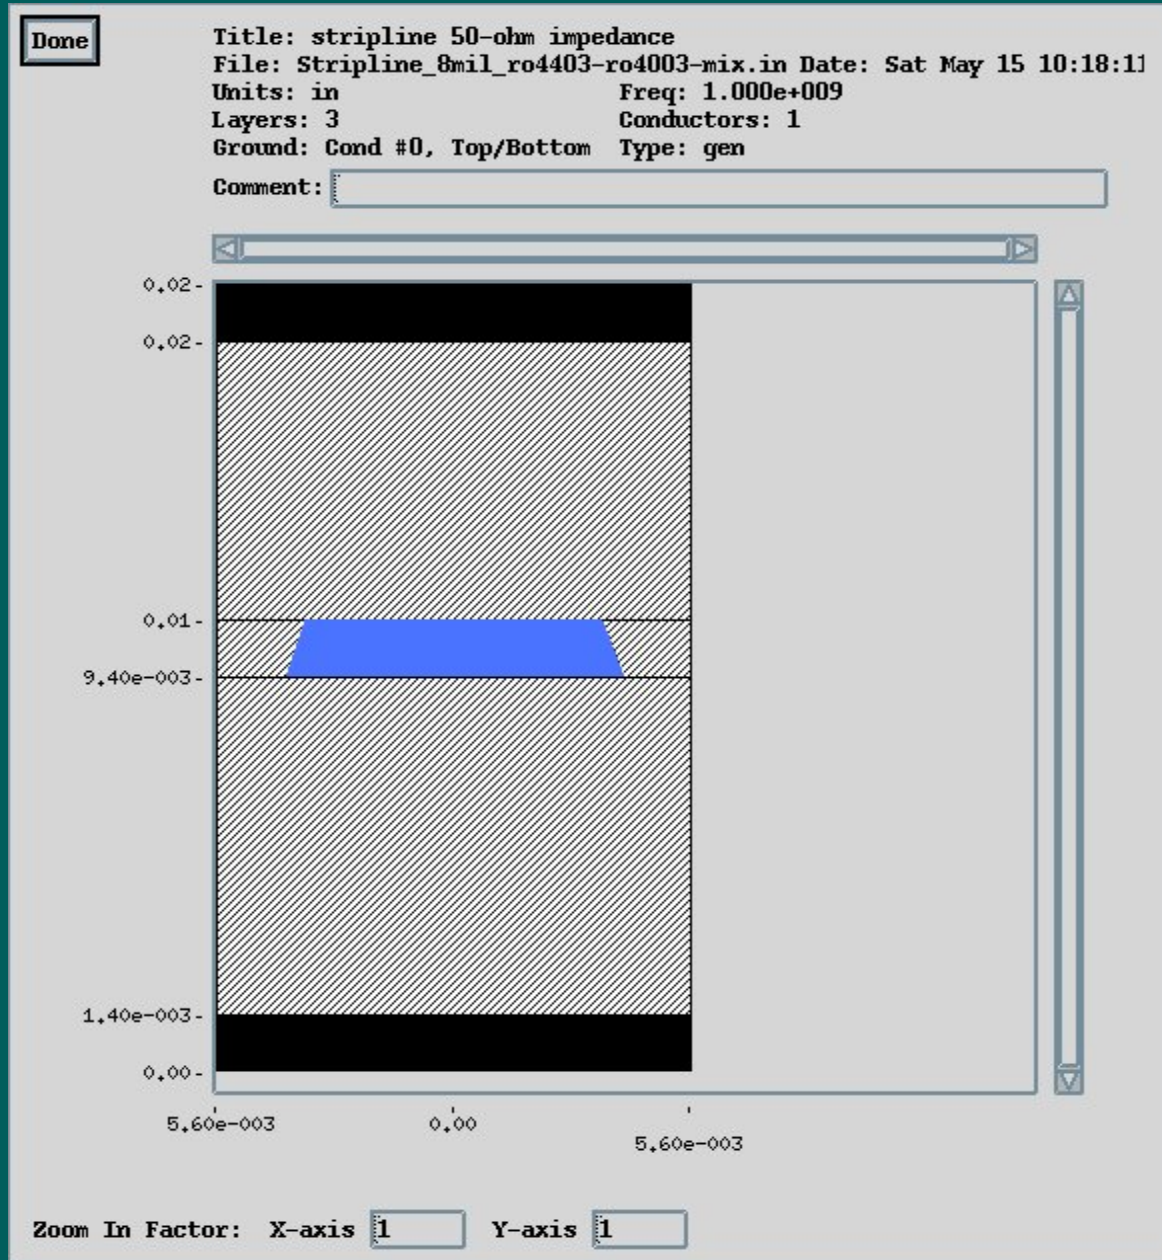 Done
Title: stripline 50-ohm impedance
File: Stripline_8mil_ro4403-ro4003-mix.in Date: Sat May 15 10:18:11
Units: in Freq: 1.000e+009
Layers: 3 Conductors: 1
Ground: Cond #0, Top/Bottom Type: gen
Comment:
0.02-
0.02-
0.01-
9.40e-003-
1.40e-003-
0.00-
5.60e-003 0.00 5.60e-003
Zoom In Factor: X-axis 1 Y-axis 1